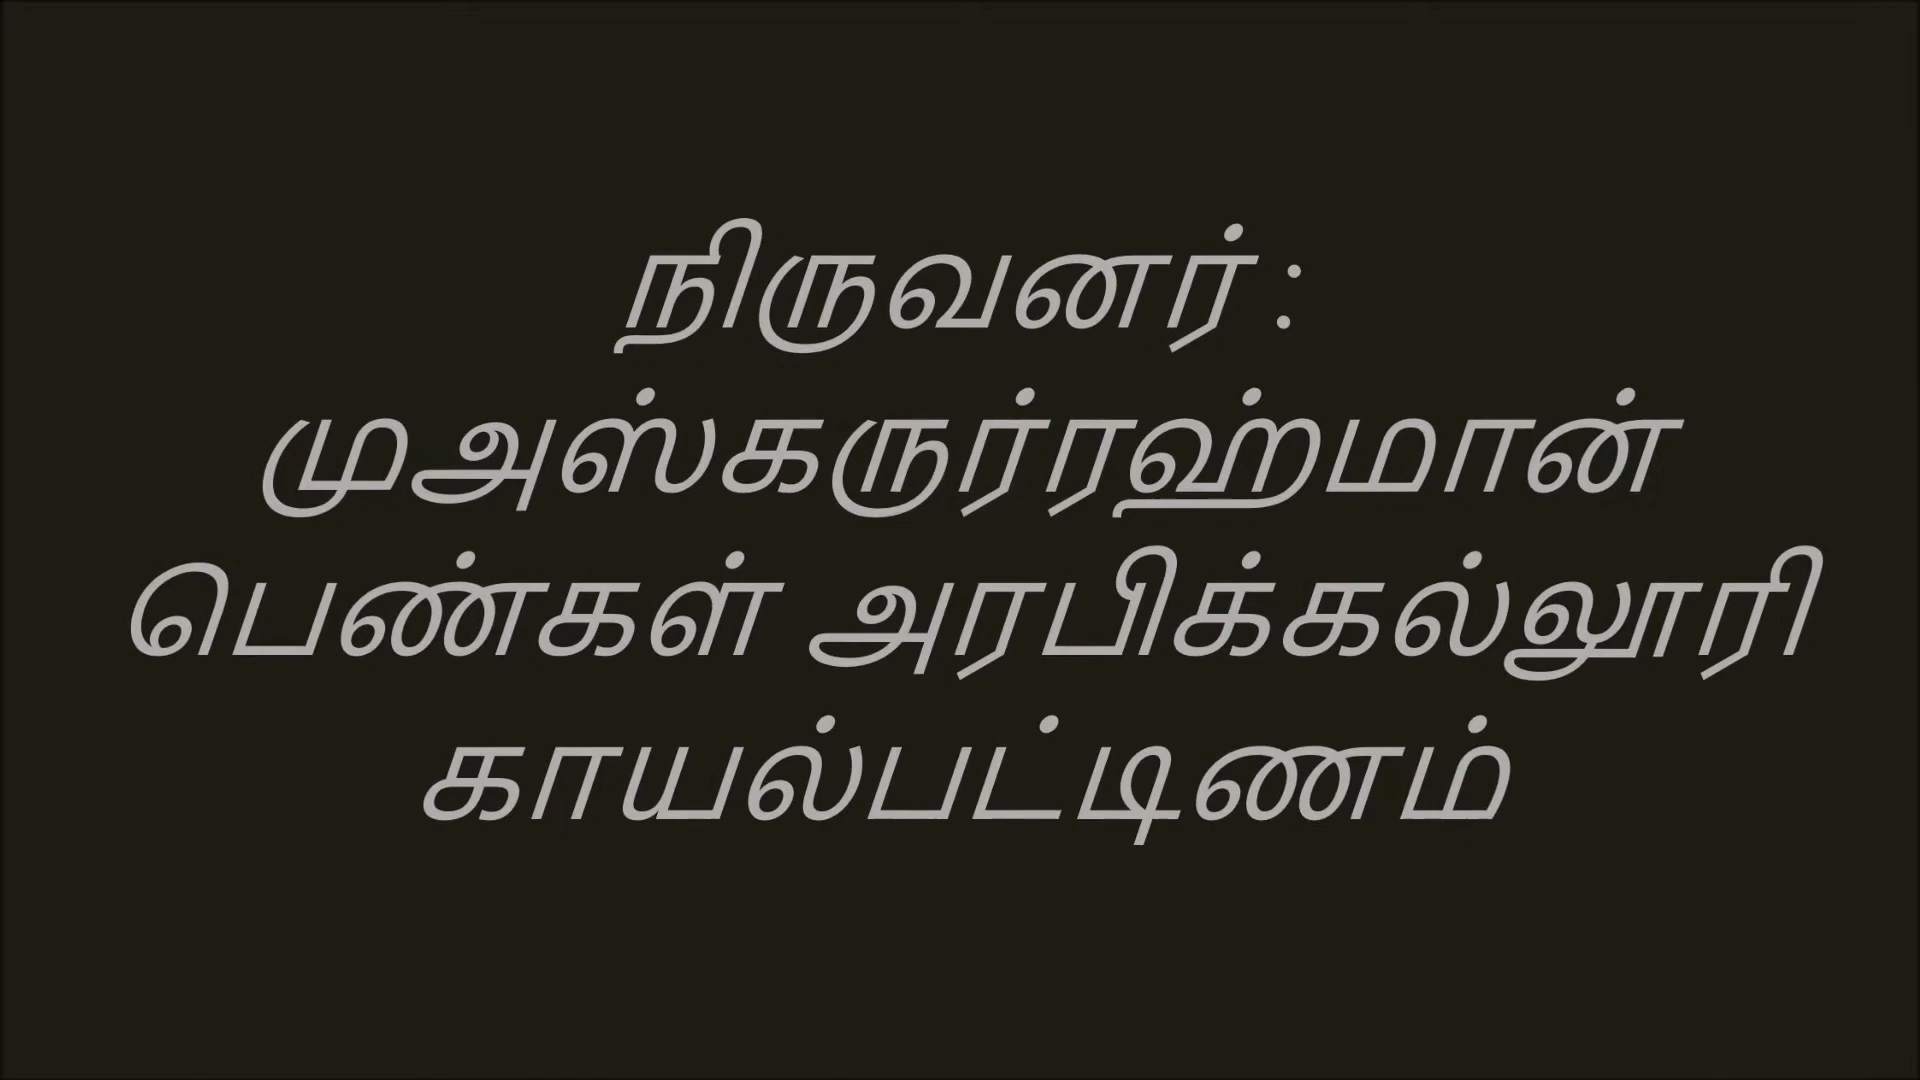 நிருவனர் :
முஅஸ்கருர்ரஹ்மான்
பெண்கள் அரபிக்கல்லூரி
காயல்பட்டிணம்